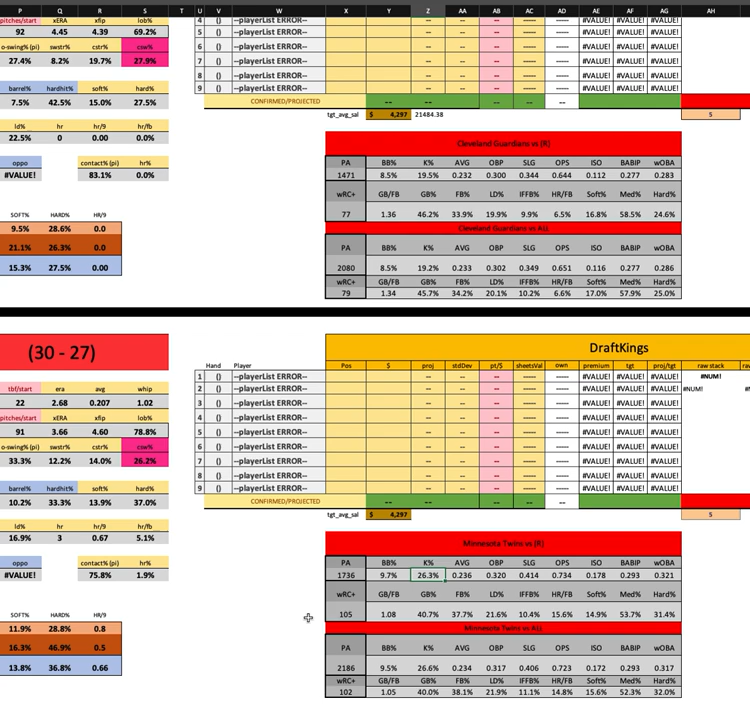 P Q R S T U V W X Y Z AA AB AC AD AE AF AG AH
pitches/start xERA xfip lob% 4 --playerList ERROR-- -- -- -- ----- ----- #VALUE! #VALUE! #VALUE!
92 4.45 4.39 69.2% 5 () --playerList ERROR-- -- -- -- ----- ----- #VALUE! #VALUE! #VALUE!
o-swing% (pi) swstr% cstr% csw% 6 () --playerList ERROR-- -- -- -- ----- ----- #VALUE! #VALUE! #VALUE!
27.4% 8.2% 19.7% 27.9% 7 () --playerList ERROR-- -- -- -- ----- ----- #VALUE! #VALUE! #VALUE!
8 () --playerList ERROR-- -- -- -- ----- ----- #VALUE! #VALUE! #VALUE!
barrel% hardhit% soft% hard% 9 () --playerList ERROR-- -- -- -- ----- ----- #VALUE! #VALUE! #VALUE!
7.5% 42.5% 15.0% 27.5% CONFIRMED/PROJECTED -- -- -- -- --
tgt_avg_sal $ 4,297 21484.38 5
ld% hr hr/9 hr/fb
22.5% 0 0.00 0.0%
Cleveland Guardians vs (R)
oppo contact% (pi) hr% PA BB% K% AVG OBP SLG OPS ISO BABIP wOBA
#VALUE! 83.1% 0.0% 1471 8.5% 19.5% 0.232 0.300 0.344 0.644 0.112 0.277 0.283
wRC+ GB/FB GB% FB% LD% IFFB% HR/FB Soft% Med% Hard%
SOFT% HARD% HR/9 77 1.36 46.2% 33.9% 19.9% 9.9% 6.5% 16.8% 58.5% 24.6%
9.5% 28.6% 0.0 Cleveland Guardians vs ALL
21.1% 26.3% 0.0 PA BB% K% AVG OBP SLG OPS ISO BABIP wOBA
15.3% 27.5% 0.00 2080 8.5% 19.2% 0.233 0.302 0.349 0.651 0.116 0.277 0.286
wRC+ GB/FB GB% FB% LD% IFFB% HR/FB Soft% Med% Hard%
79 1.34 45.7% 34.2% 20.1% 10.2% 6.6% 17.0% 57.9% 25.0%
(30 - 27) DraftKings
Hand Player Pos $ proj stdDev pt/$ sheetsVal own premium tgt proj/tgt raw stack
1 () --playerList ERROR-- -- -- -- ----- ----- #VALUE! #VALUE! #VALUE! #NUM!
tbf/start era avg whip 2 () --playerList ERROR-- -- -- -- ----- ----- #VALUE! #VALUE! #VALUE! #NUM!
22 2.68 0.207 1.02 3 () --playerList ERROR-- -- -- -- ----- ----- #VALUE! #VALUE! #VALUE!
pitches/start xERA xfip lob% 4 () --playerList ERROR-- -- -- -- ----- ----- #VALUE! #VALUE! #VALUE!
91 3.66 4.60 78.8% 5 () --playerList ERROR-- -- -- -- ----- ----- #VALUE! #VALUE! #VALUE!
o-swing% (pi) swstr% cstr% csw% 6 () --playerList ERROR-- -- -- -- ----- ----- #VALUE! #VALUE! #VALUE!
33.3% 12.2% 14.0% 26.2% 7 () --playerList ERROR-- -- -- -- ----- ----- #VALUE! #VALUE! #VALUE!
8 () --playerList ERROR-- -- -- -- ----- ----- #VALUE! #VALUE! #VALUE!
barrel% hardhit% soft% hard% 9 () --playerList ERROR-- -- -- -- ----- ----- #VALUE! #VALUE! #VALUE!
10.2% 33.3% 13.9% 37.0% CONFIRMED/PROJECTED -- -- -- -- --
tgt_avg_sal $ 4,297 5
ld% hr hr/9 hr/fb
16.9% 3 0.67 5.1%
Minnesota Twins vs (R)
oppo contact% (pi) hr% PA BB% K% AVG OBP SLG OPS ISO BABIP wOBA
#VALUE! 75.8% 1.9% 1736 9.7% 26.3% 0.236 0.320 0.414 0.734 0.178 0.293 0.321
wRC+ GB/FB GB% FB% LD% IFFB% HR/FB Soft% Med% Hard%
SOFT% HARD% HR/9 105 1.08 40.7% 37.7% 21.6% 10.4% 15.6% 14.9% 53.7% 31.4%
11.9% 28.8% 0.8 Minnesota Twins vs ALL
16.3% 46.9% 0.5 PA BB% K% AVG OBP SLG OPS ISO BABIP wOBA
13.8% 36.8% 0.66 2186 9.5% 26.6% 0.234 0.317 0.406 0.723 0.172 0.293 0.317
wRC+ GB/FB GB% FB% LD% IFFB% HR/FB Soft% Med% Hard%
102 1.05 40.0% 38.1% 21.9% 11.1% 14.8% 15.6% 52.3% 32.0%